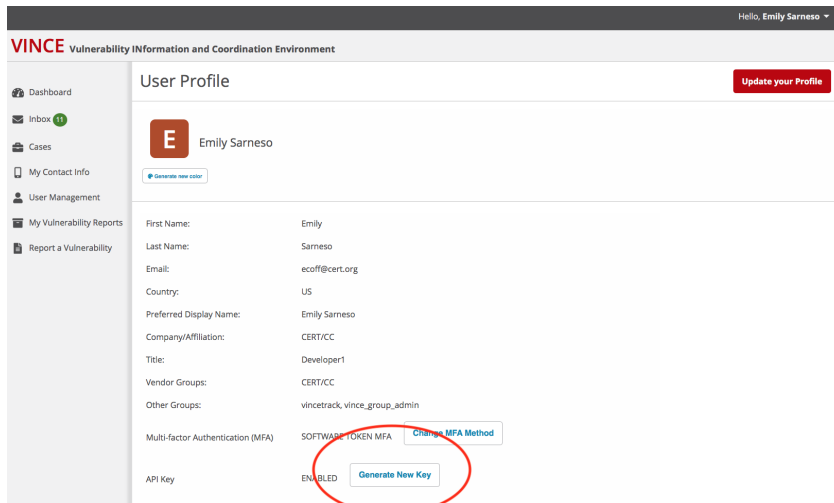 Hello, Emily Sarneso
VINCE Vulnerability INformation and Coordination Environment
Dashboard
Inbox 11
Cases
My Contact Info
User Management
My Vulnerability Reports
Report a Vulnerability
User Profile
Update your Profile
E
Emily Sarneso
Generate new color
First Name: Emily
Last Name: Sarneso
Email: ecoff@cert.org
Country: US
Preferred Display Name: Emily Sarneso
Company/Affiliation: CERT/CC
Title: Developer1
Vendor Groups: CERT/CC
Other Groups: vincetrack, vince_group_admin
Multi-factor Authentication (MFA) SOFTWARE TOKEN MFA Change MFA Method
API Key ENABLED Generate New Key